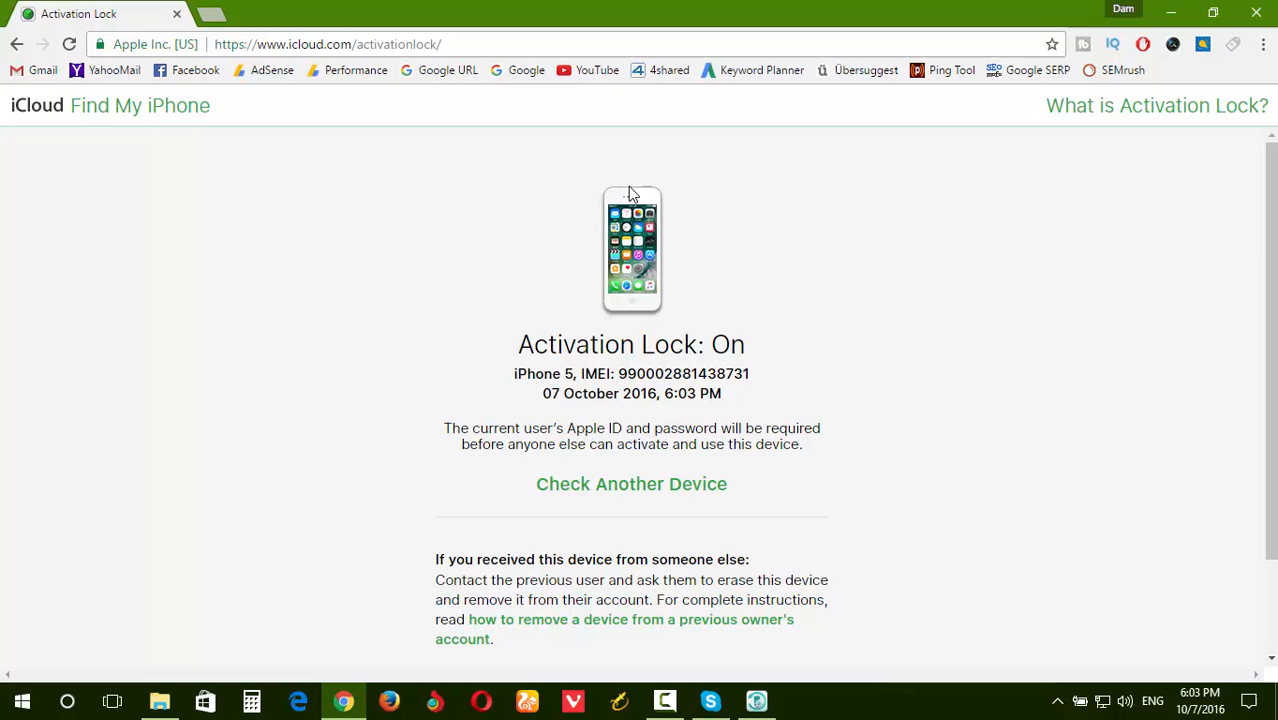 Activation Lock
Dam
Apple Inc. [US]
https://www.icloud.com/activationlock/
Gmail YahooMail Facebook AdSense Performance Google URL Google YouTube 4shared Keyword Planner Übersuggest Ping Tool Google SERP SEMrush
iCloud Find My iPhone
What is Activation Lock?
Activation Lock: On
iPhone 5, IMEI: 990002881438731
07 October 2016, 6:03 PM
The current user's Apple ID and password will be required
before anyone else can activate and use this device.
Check Another Device
If you received this device from someone else:
Contact the previous user and ask them to erase this device
and remove it from their account. For complete instructions,
read how to remove a device from a previous owner's
account.
ENG
6:03 PM
10/7/2016